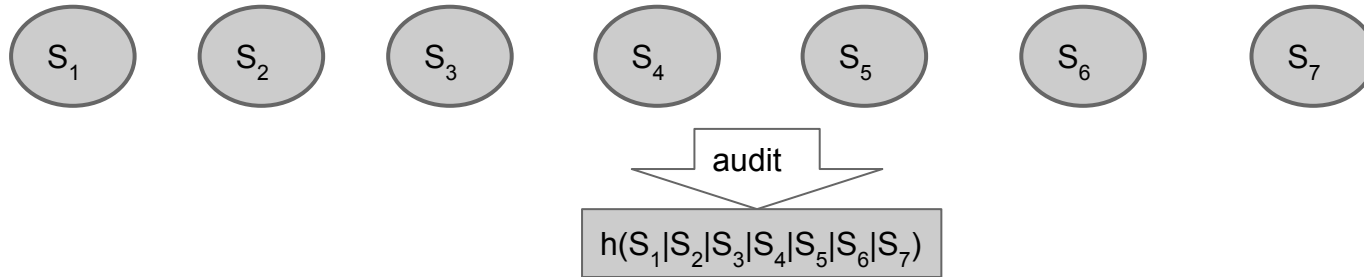 S₁ S₂ S₃ S₄ S₅ S₆ S₇
audit
h(S₁|S₂|S₃|S₄|S₅|S₆|S₇)